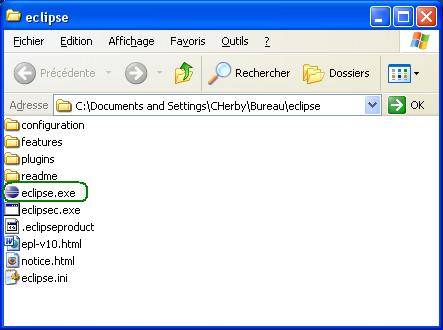 eclipse
Fichier Edition Affichage Favoris Outils ?
Précédente Rechercher Dossiers
Adresse C:\Documents and Settings\CHerby\Bureau\eclipse OK
configuration
features
plugins
readme
eclipse.exe
eclipsec.exe
.eclipseproduct
epl-v10.html
notice.html
eclipse.ini